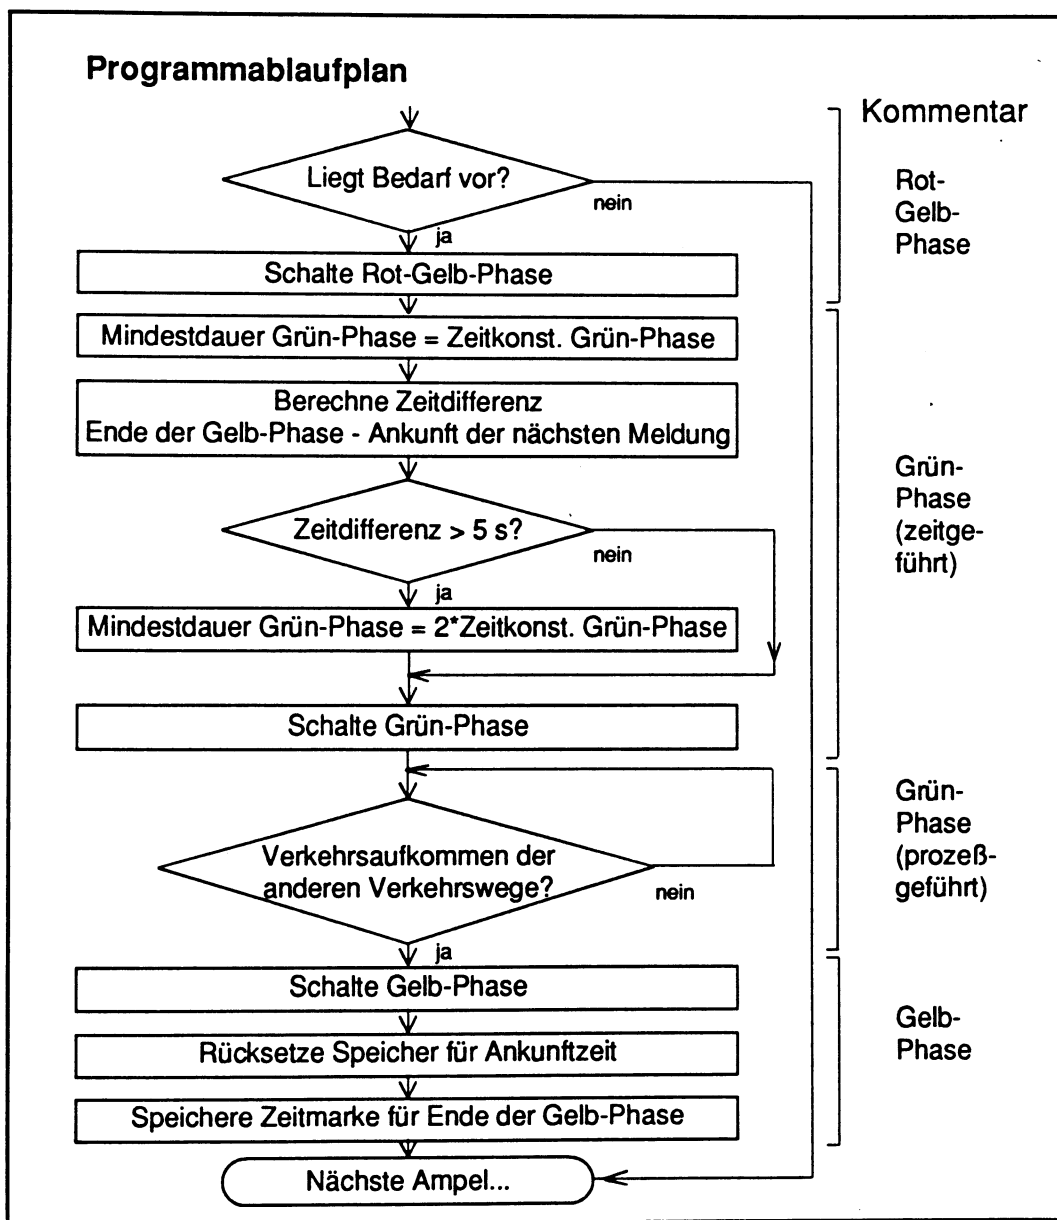 Programmablaufplan
Kommentar
Liegt Bedarf vor?
nein
ja
Rot-
Gelb-
Phase
Schalte Rot-Gelb-Phase
Mindestdauer Grün-Phase = Zeitkonst. Grün-Phase
Berechne Zeitdifferenz
Ende der Gelb-Phase - Ankunft der nächsten Meldung
Zeitdifferenz > 5 s?
nein
ja
Grün-
Phase
(zeitge-
führt)
Mindestdauer Grün-Phase = 2*Zeitkonst. Grün-Phase
Schalte Grün-Phase
Verkehrsaufkommen der
anderen Verkehrswege?
nein
ja
Grün-
Phase
(prozeß-
geführt)
Schalte Gelb-Phase
Rücksetze Speicher für Ankunftzeit
Speichere Zeitmarke für Ende der Gelb-Phase
Gelb-
Phase
Nächste Ampel...